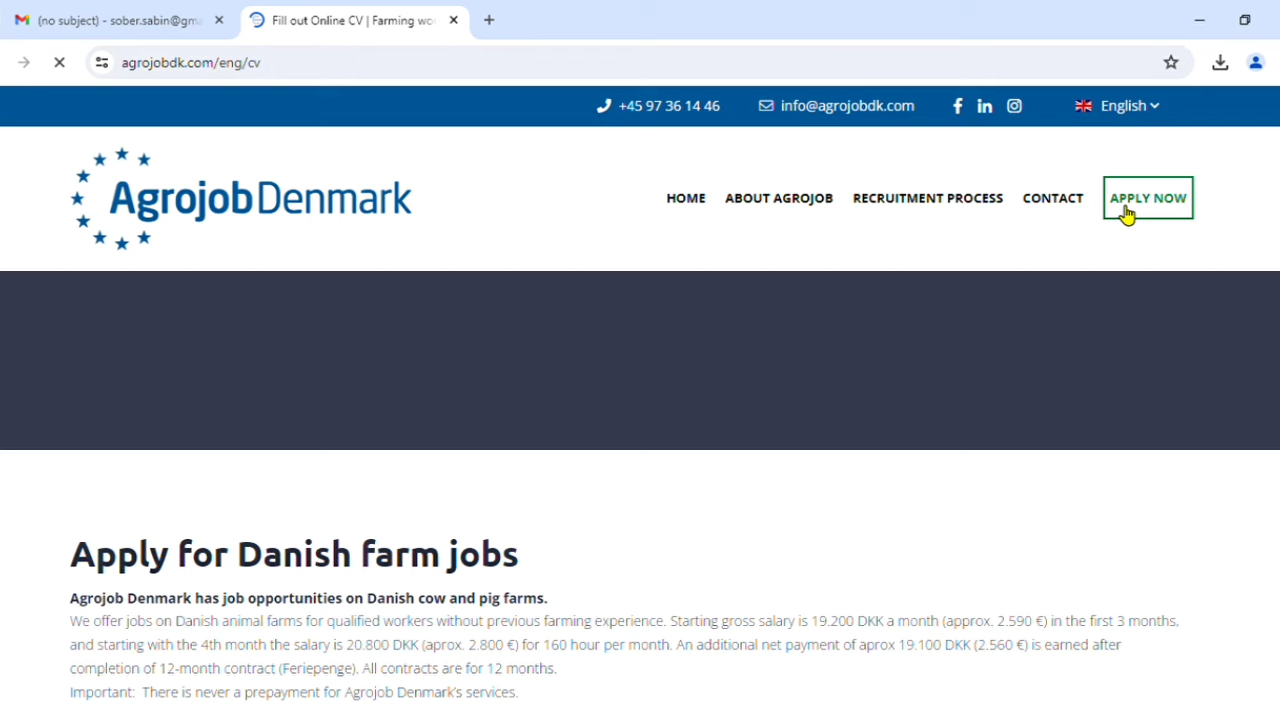 (no subject) - sober.sabin@gma
Fill out Online CV | Farming wo
agrojobdk.com/eng/cv
+45 97 36 14 46
info@agrojobdk.com
English
Agrojob Denmark
HOME ABOUT AGROJOB RECRUITMENT PROCESS CONTACT APPLY NOW
Apply for Danish farm jobs
Agrojob Denmark has job opportunities on Danish cow and pig farms.
We offer jobs on Danish animal farms for qualified workers without previous farming experience. Starting gross salary is 19.200 DKK a month (approx. 2.590 €) in the first 3 months,
and starting with the 4th month the salary is 20.800 DKK (aprox. 2.800 €) for 160 hour per month. An additional net payment of aprox 19.100 DKK (2.560 €) is earned after
completion of 12-month contract (Feriepenge). All contracts are for 12 months.
Important: There is never a prepayment for Agrojob Denmark's services.